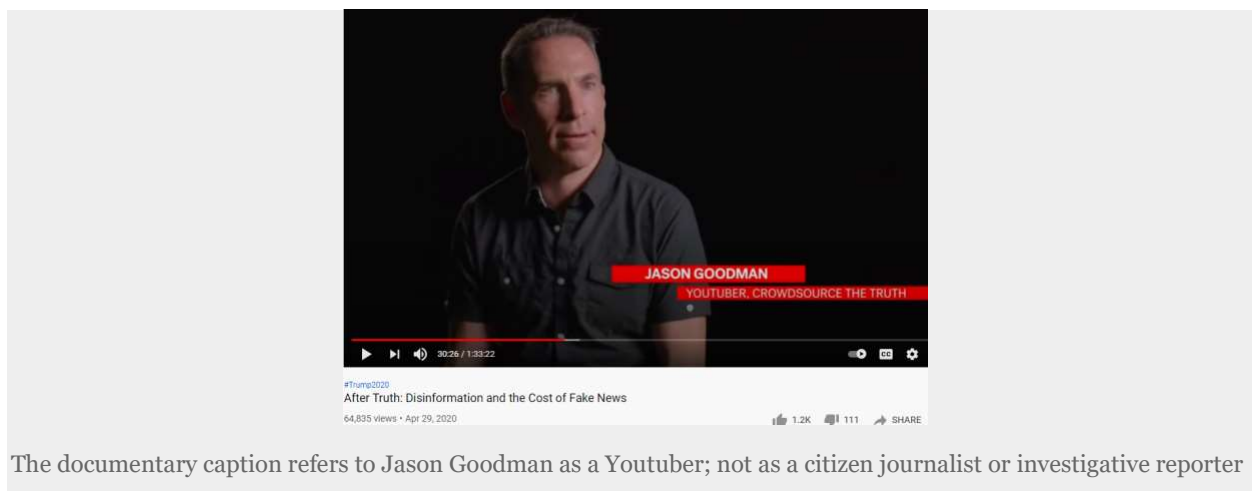 JASON GOODMAN
YOUTUBER, CROWDSOURCE THE TRUTH
30:26 / 1:33:22
CC
#Trump2020
After Truth: Disinformation and the Cost of Fake News
64,835 views • Apr 29, 2020 1.2K 111 SHARE
The documentary caption refers to Jason Goodman as a Youtuber; not as a citizen journalist or investigative reporter